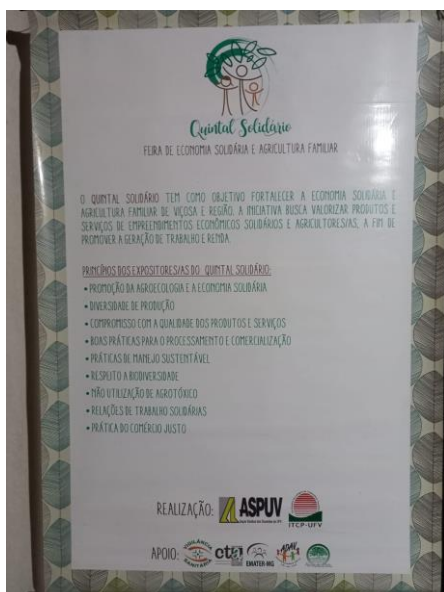 Quintal Solidário
FEIRA DE ECONOMIA SOLIDÁRIA E AGRICULTURA FAMILIAR
O QUINTAL SOLIDÁRIO TEM COMO OBJETIVO FORTALECER A ECONOMIA SOLIDÁRIA E
AGRICULTURA FAMILIAR DE VIÇOSA E REGIÃO. A INICIATIVA BUSCA VALORIZAR PRODUTOS E
SERVIÇOS DE EMPREENDIMENTOS ECONÔMICOS SOLIDÁRIOS E AGRICULTORES/AS, A FIM DE
PROMOVER A GERAÇÃO DE TRABALHO E RENDA.
PRINCÍPIOS DOS EXPOSITORES/AS DO QUINTAL SOLIDÁRIO:
• PROMOÇÃO DA AGROECOLOGIA E A ECONOMIA SOLIDÁRIA
• DIVERSIDADE DE PRODUÇÃO
• COMPROMISSO COM A QUALIDADE DOS PRODUTOS E SERVIÇOS
• BOAS PRÁTICAS PARA O PROCESSAMENTO E COMERCIALIZAÇÃO
• PRÁTICAS DE MANEJO SUSTENTÁVEL
• RESPEITO A BIODIVERSIDADE
• NÃO UTILIZAÇÃO DE AGROTÓXICO
• RELAÇÕES DE TRABALHO SOLIDÁRIAS
• PRÁTICA DO COMÉRCIO JUSTO
REALIZAÇÃO: ASPUV ITCP-UFV
APOIO: VIGILÂNCIA SANITÁRIA cta EMATER-MG